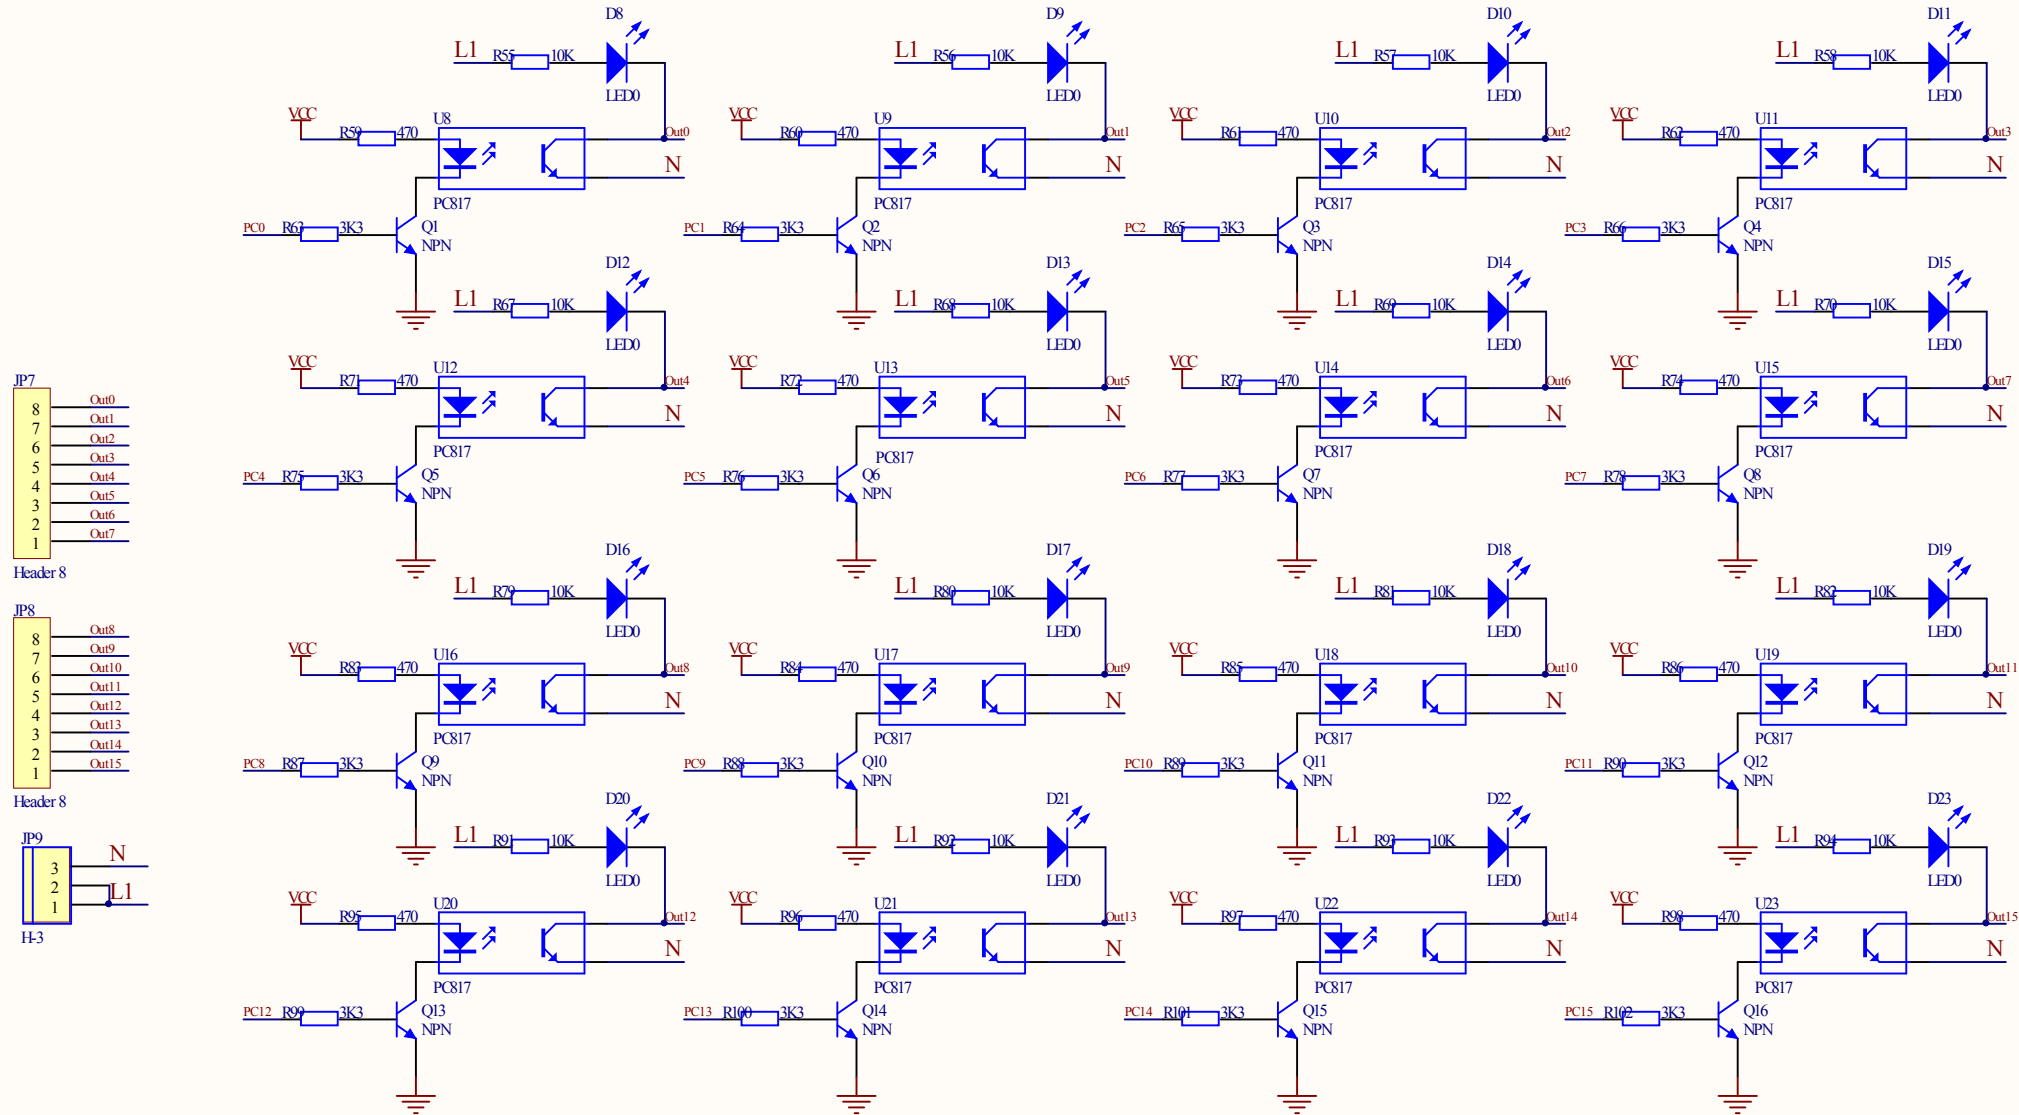 D8 D9 D10 D11
L1 R55 10K L1 R56 10K L1 R57 10K L1 R58 10K
LED0 LED0 LED0 LED0
VCC R59 470 U8 Out0 VCC R60 470 U9 Out1 VCC R61 470 U10 Out2 VCC R62 470 U11 Out3
N N N N
PC817 PC817 PC817 PC817
PC0 R63 3K3 Q1 PC1 R64 3K3 Q2 PC2 R65 3K3 Q3 PC3 R66 3K3 Q4
NPN NPN NPN NPN
D12 D13 D14 D15
L1 R67 10K L1 R68 10K L1 R69 10K L1 R70 10K
LED0 LED0 LED0 LED0
VCC R71 470 U12 Out4 VCC R72 470 U13 Out5 VCC R73 470 U14 Out6 VCC R74 470 U15 Out7
N N N N
PC817 PC817 PC817 PC817
PC4 R75 3K3 Q5 PC5 R76 3K3 Q6 PC6 R77 3K3 Q7 PC7 R78 3K3 Q8
NPN NPN NPN NPN
JP7
8 Out0
7 Out1
6 Out2
5 Out3
4 Out4
3 Out5
2 Out6
1 Out7
Header 8
D16 D17 D18 D19
L1 R79 10K L1 R80 10K L1 R81 10K L1 R82 10K
LED0 LED0 LED0 LED0
VCC R83 470 U16 Out8 VCC R84 470 U17 Out9 VCC R85 470 U18 Out10 VCC R86 470 U19 Out11
N N N N
PC817 PC817 PC817 PC817
PC8 R87 3K3 Q9 PC9 R88 3K3 Q10 PC10 R89 3K3 Q11 PC11 R90 3K3 Q12
NPN NPN NPN NPN
JP8
8 Out8
7 Out9
6 Out10
5 Out11
4 Out12
3 Out13
2 Out14
1 Out15
Header 8
D20 D21 D22 D23
L1 R91 10K L1 R92 10K L1 R93 10K L1 R94 10K
LED0 LED0 LED0 LED0
VCC R95 470 U20 Out12 VCC R96 470 U21 Out13 VCC R97 470 U22 Out14 VCC R98 470 U23 Out15
N N N N
PC817 PC817 PC817 PC817
PC12 R99 3K3 Q13 PC13 R100 3K3 Q14 PC14 R101 3K3 Q15 PC15 R102 3K3 Q16
NPN NPN NPN NPN
JP9
3 N
2
1 L1
H-3